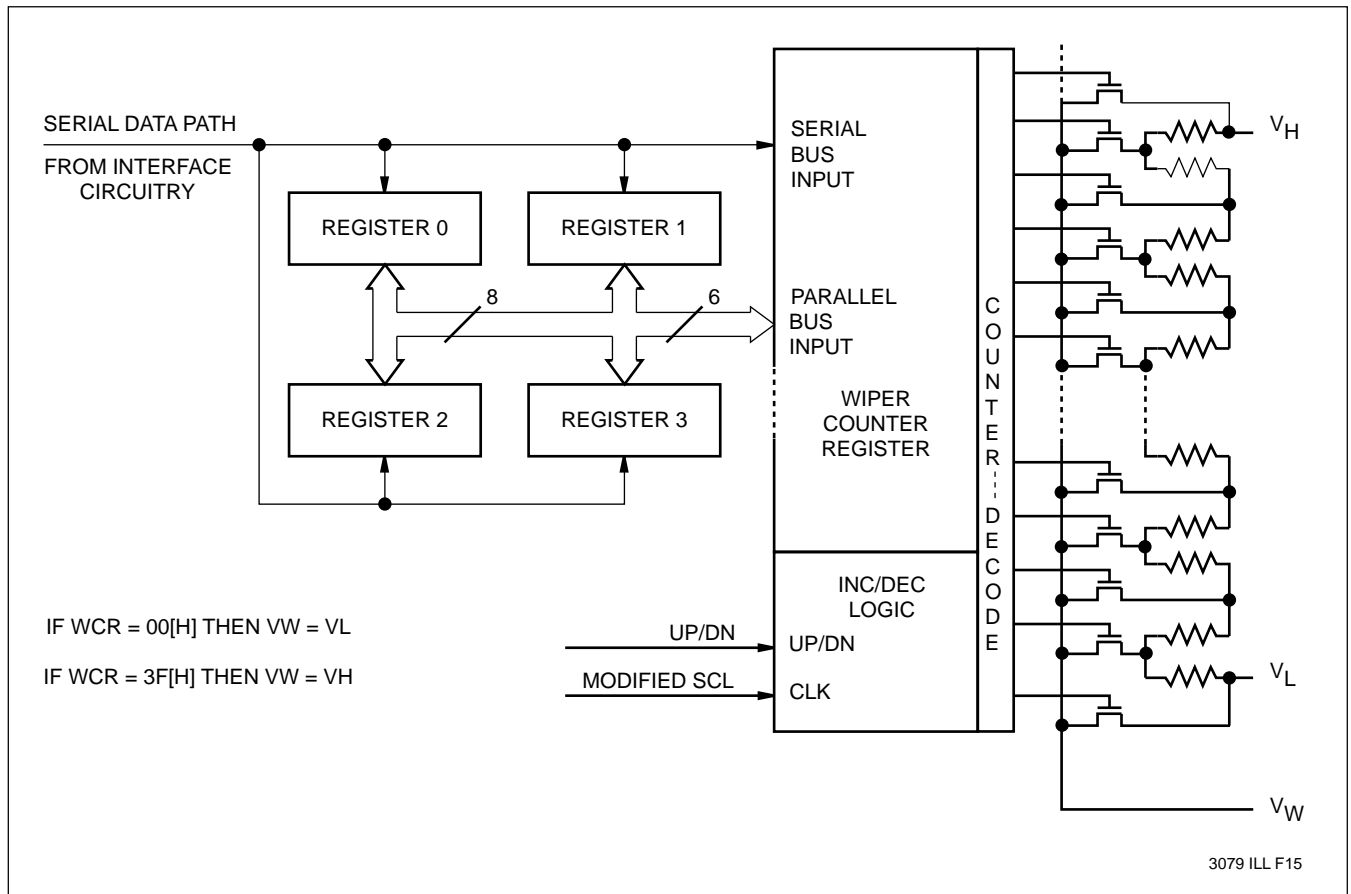 SERIAL DATA PATH
FROM INTERFACE
CIRCUITRY
REGISTER 0
REGISTER 1
8
6
REGISTER 2
REGISTER 3
SERIAL
BUS
INPUT
PARALLEL
BUS
INPUT
WIPER
COUNTER
REGISTER
INC/DEC
LOGIC
UP/DN
UP/DN
MODIFIED SCL
CLK
IF WCR = 00[H] THEN VW = VL
IF WCR = 3F[H] THEN VW = VH
C
O
U
N
T
E
R
D
E
C
O
D
E
VH
VL
VW
3079 ILL F15